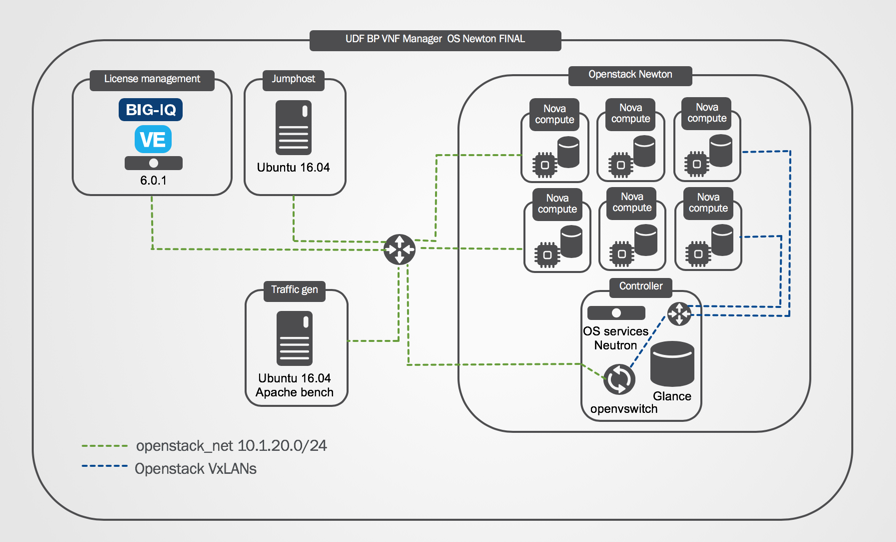 UDF BP VNF Manager OS Newton FINAL
License management
BIG-IQ
VE
6.0.1
Jumphost
Ubuntu 16.04
Openstack Newton
Nova
compute
Nova
compute
Nova
compute
Nova
compute
Nova
compute
Nova
compute
Traffic gen
Ubuntu 16.04
Apache bench
Controller
OS services
Neutron
Glance
openvswitch
openstack_net 10.1.20.0/24
Openstack VxLANs